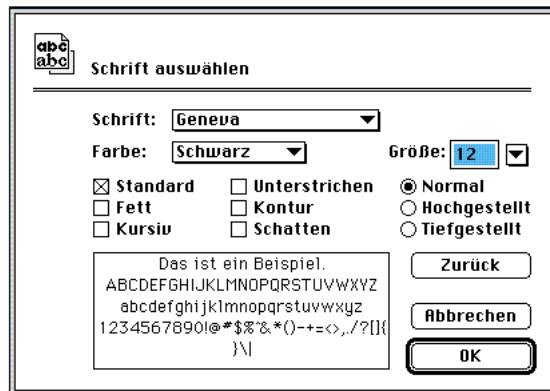 abc
abc
Schrift auswählen
Schrift: Geneva
Farbe: Schwarz Größe: 12
Standard Unterstrichen Normal
Fett Kontur Hochgestellt
Kursiv Schatten Tiefgestellt
Das ist ein Beispiel.
ABCDEFGHIJKLMNOPQRSTUVWXYZ
abcdefghijklmnopqrstuvwxyz
1234567890!@#$%^&*()-+=<>,./?[]{
}\|
Zurück
Abbrechen
OK